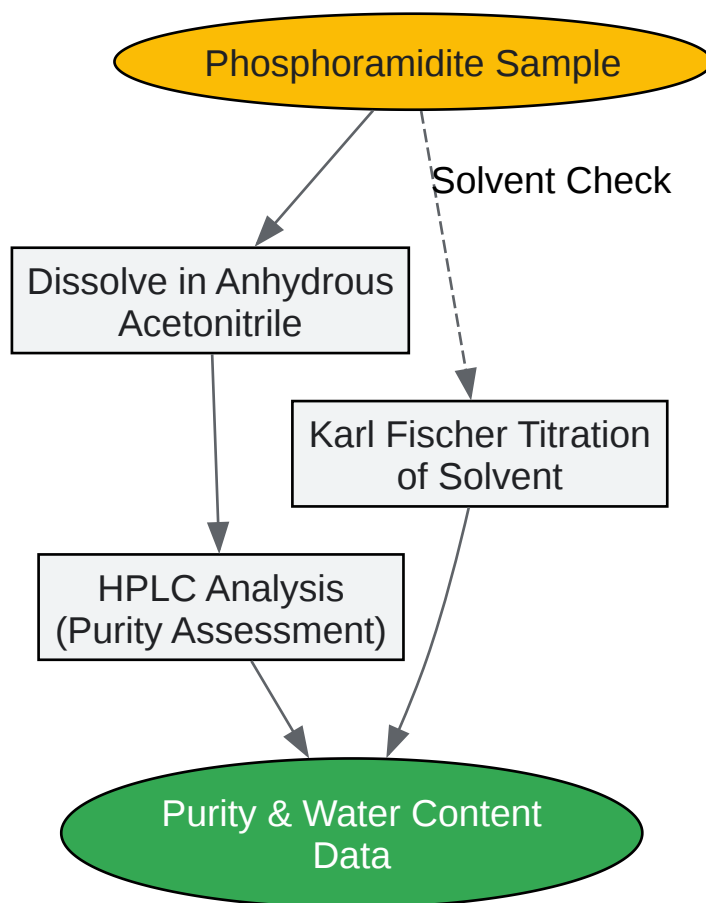 Phosphoramidite Sample
Solvent Check
Dissolve in Anhydrous
Acetonitrile
Karl Fischer Titration
of Solvent
HPLC Analysis
(Purity Assessment)
Purity & Water Content
Data